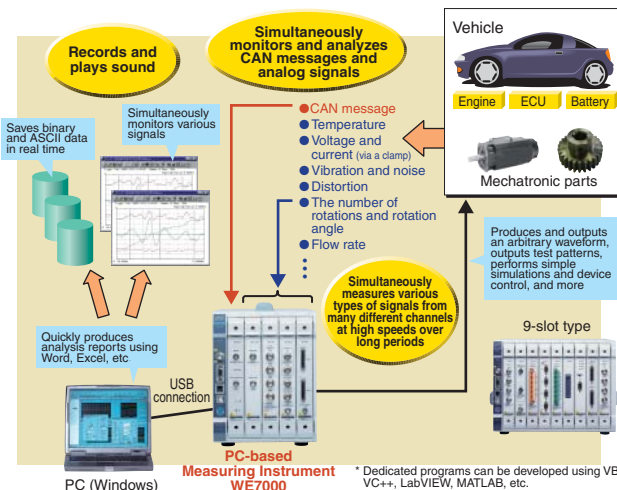 Records and
plays sound
Simultaneously
monitors and analyzes
CAN messages and
analog signals
Vehicle
Engine
ECU
Battery
Mechatronic parts
Saves binary
and ASCII data
in real time
Simultaneously
monitors various
signals
●CAN message
●Temperature
●Voltage and
current (via a clamp)
●Vibration and noise
●Distortion
●The number of
rotations and rotation
angle
●Flow rate
Produces and outputs
an arbitrary waveform,
outputs test patterns,
performs simple
simulations and device
control, and more
Simultaneously
measures various
types of signals from
many different channels
at high speeds over
long periods
9-slot type
Quickly produces
analysis reports using
Word, Excel, etc
USB
connection
PC (Windows)
PC-based
Measuring Instrument
WE7000
* Dedicated programs can be developed using VB
VC++, LabVIEW, MATLAB, etc.